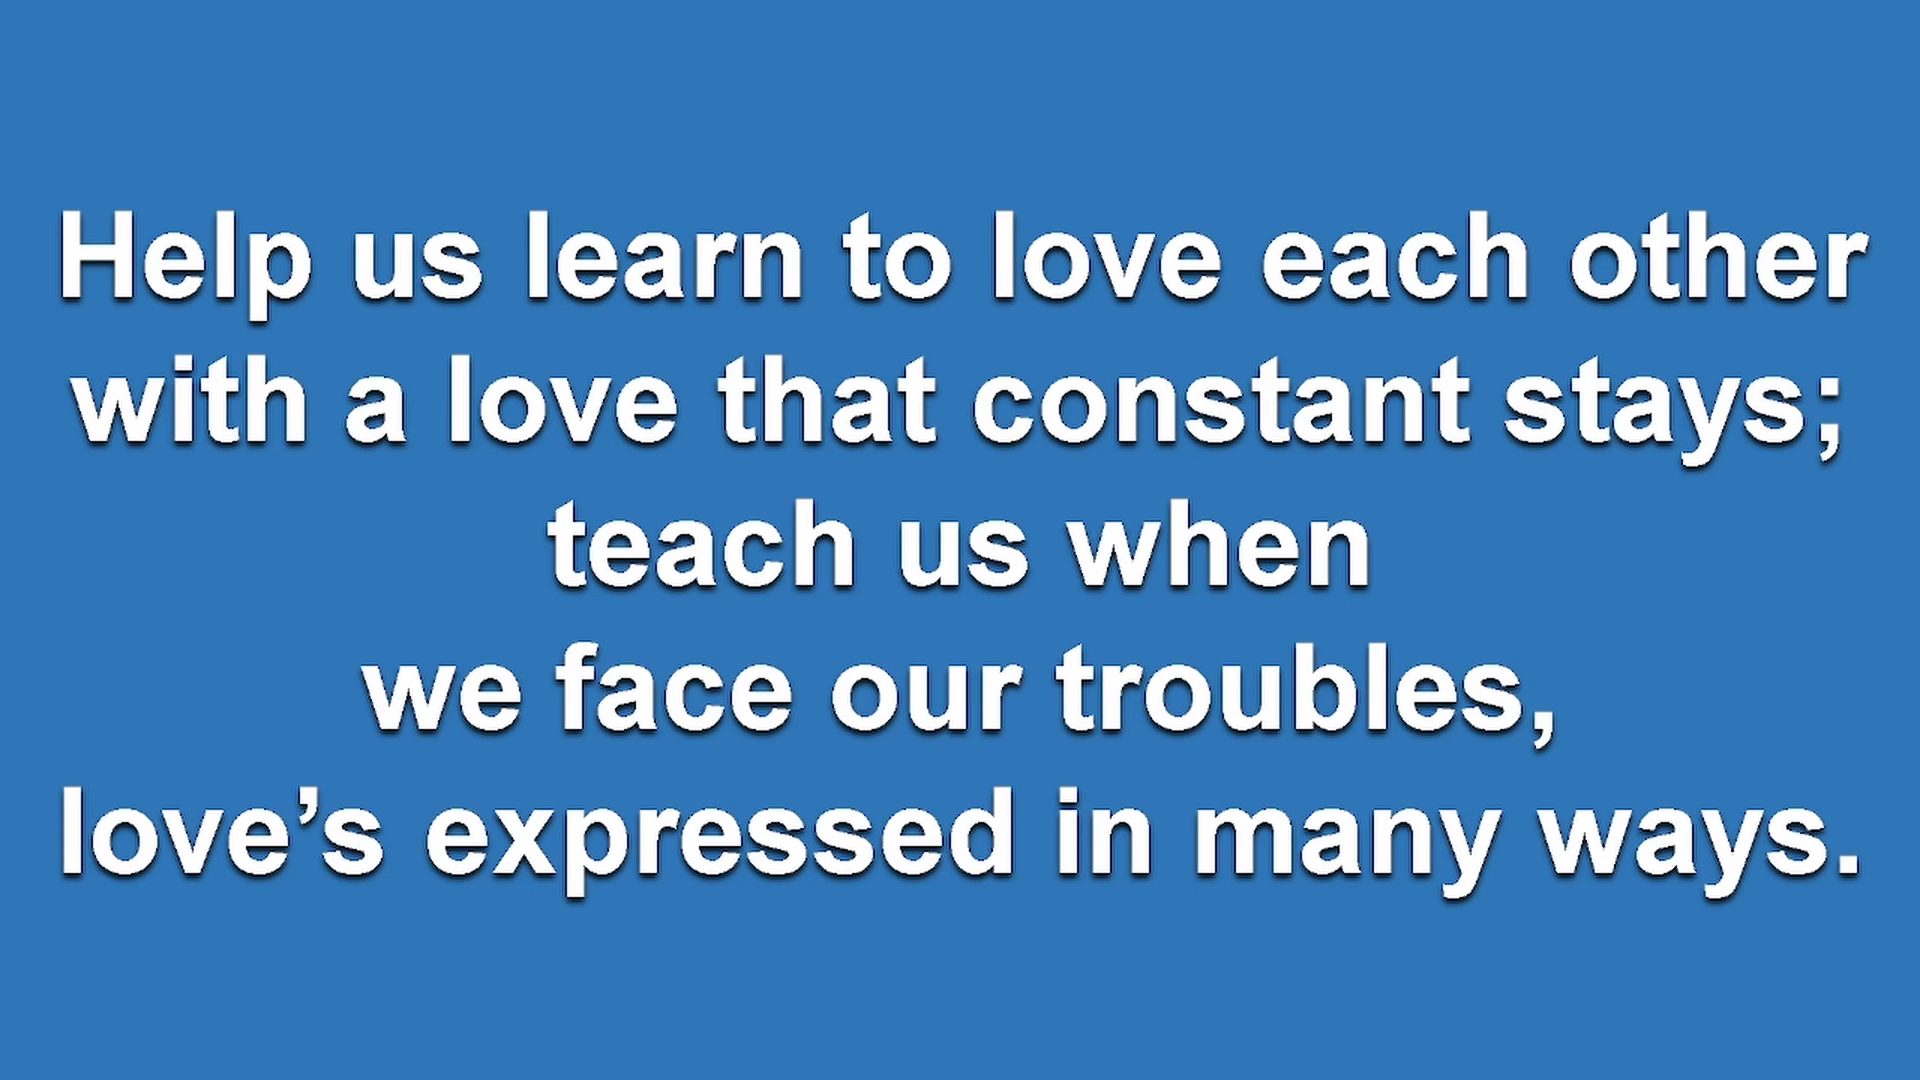 Help us learn to love each other
with a love that constant stays;
teach us when
we face our troubles,
love’s expressed in many ways.